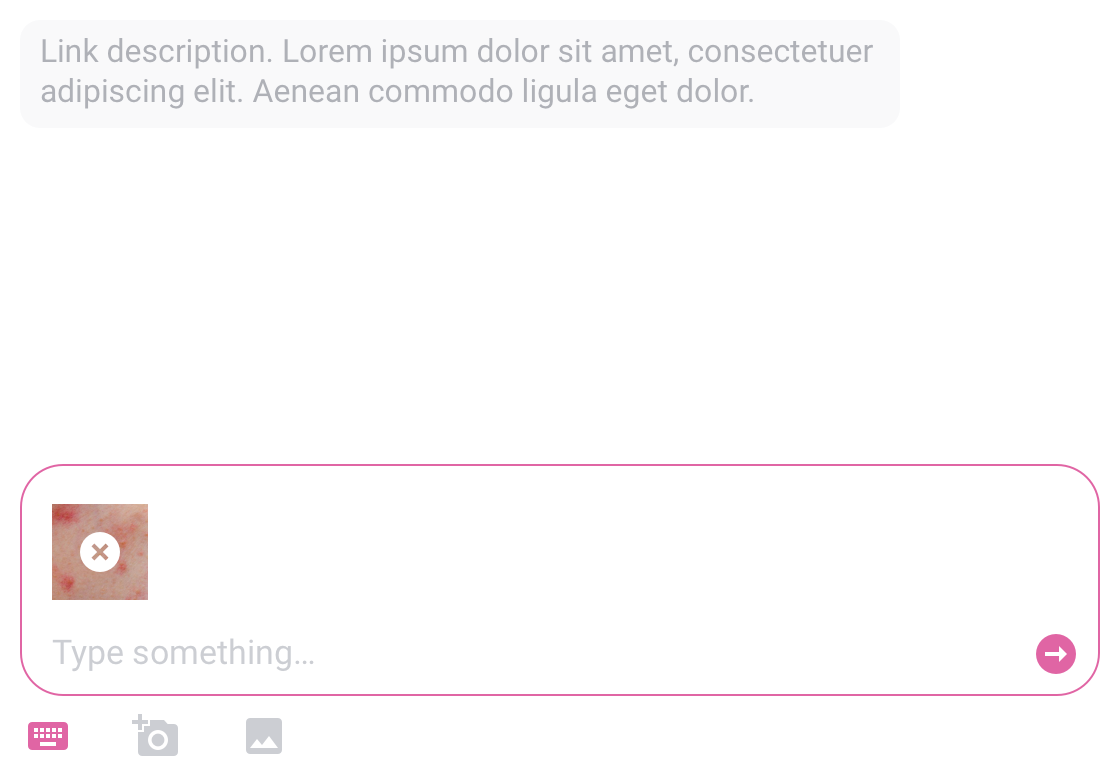 Link description. Lorem ipsum dolor sit amet, consectetuer
adipiscing elit. Aenean commodo ligula eget dolor.
Type something…